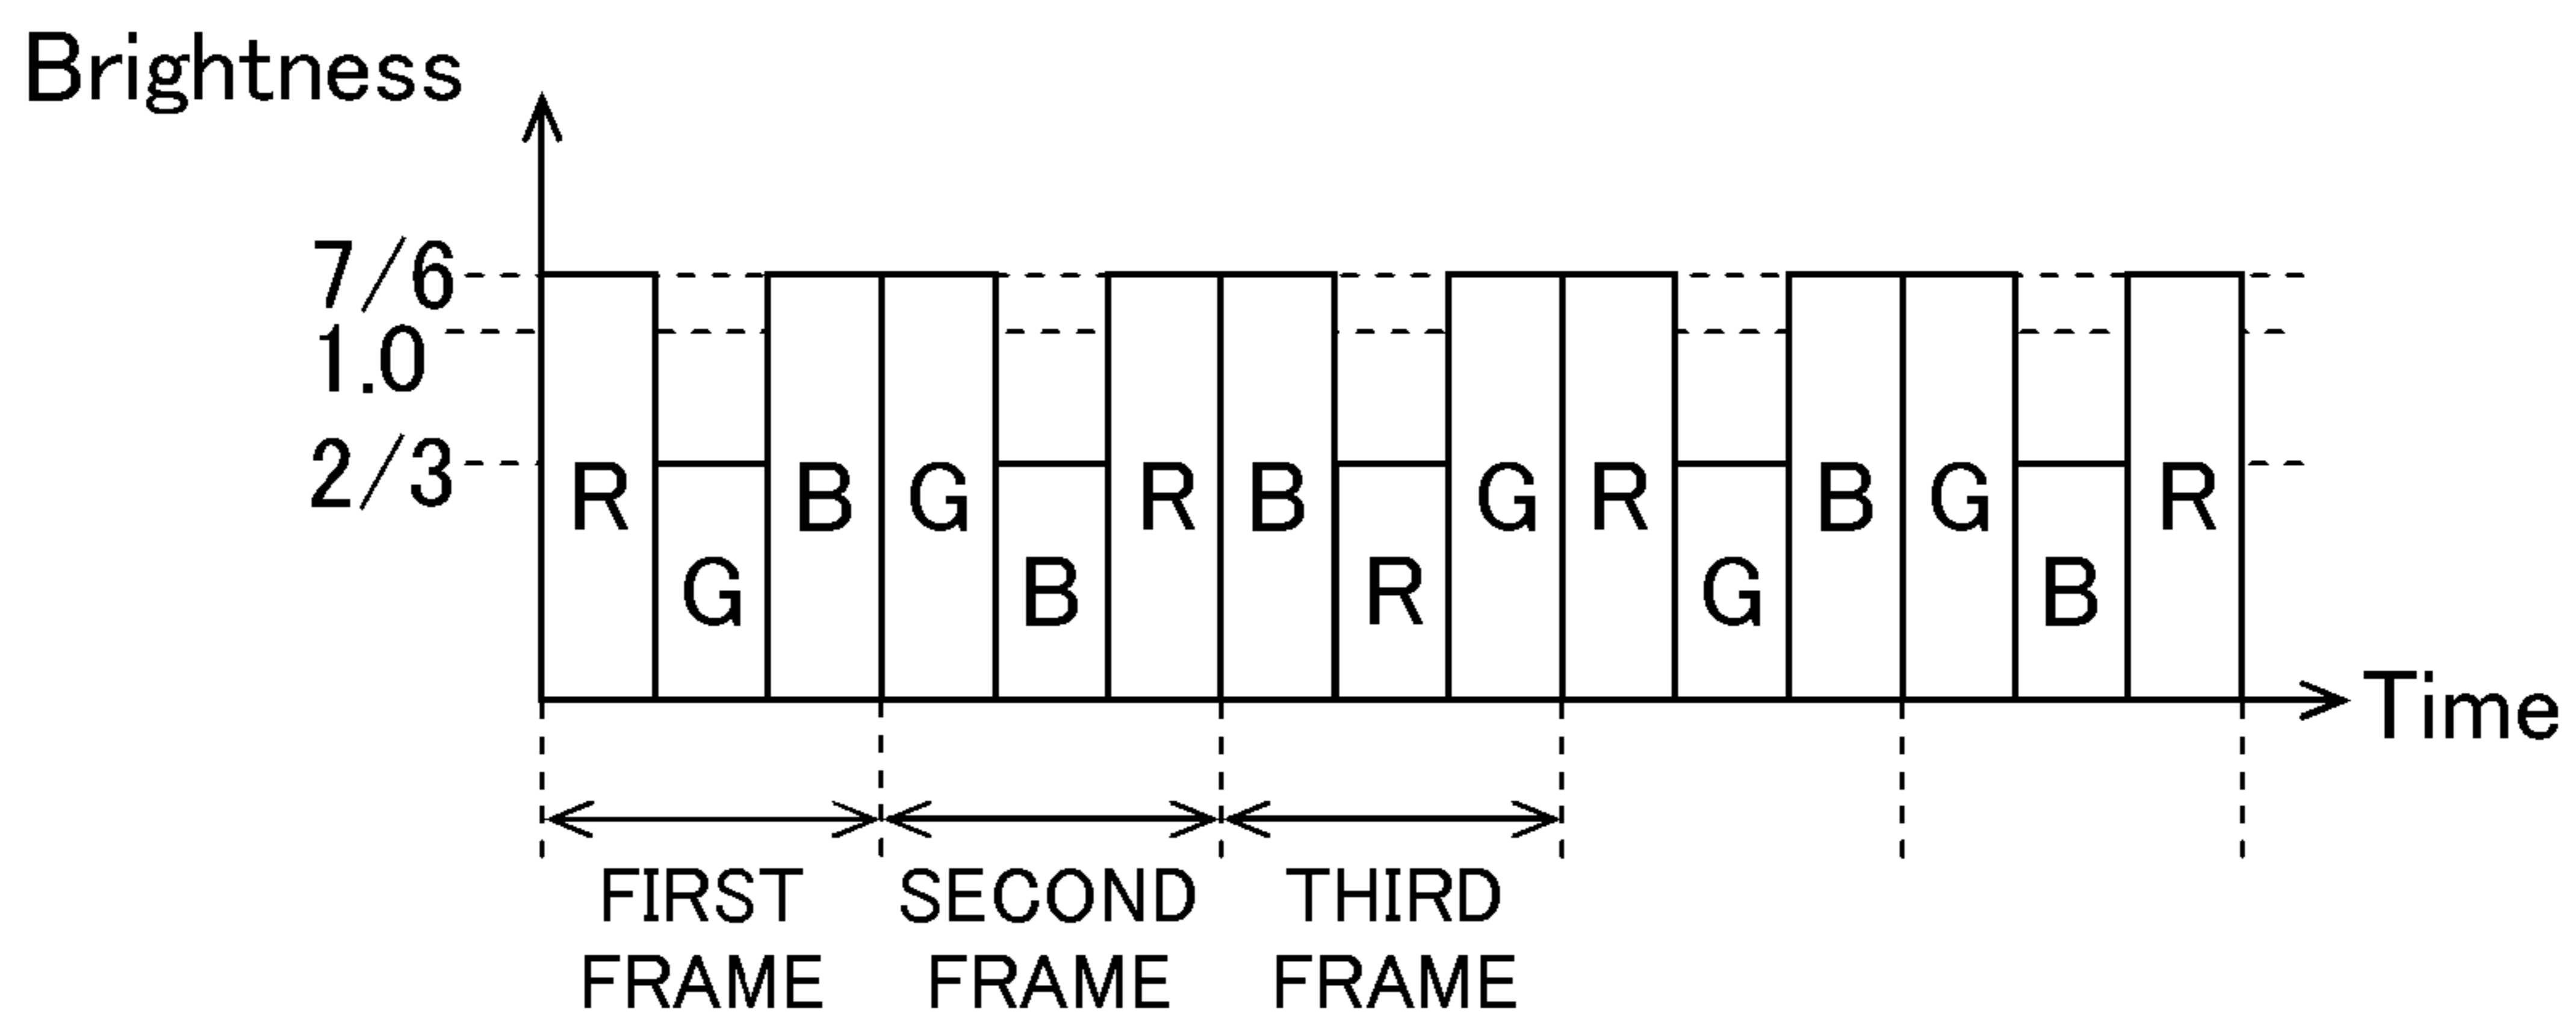 Brightness
7/6
1.0
2/3
R G B G B R B R G R G B G B R
Time
FIRST FRAME
SECOND FRAME
THIRD FRAME